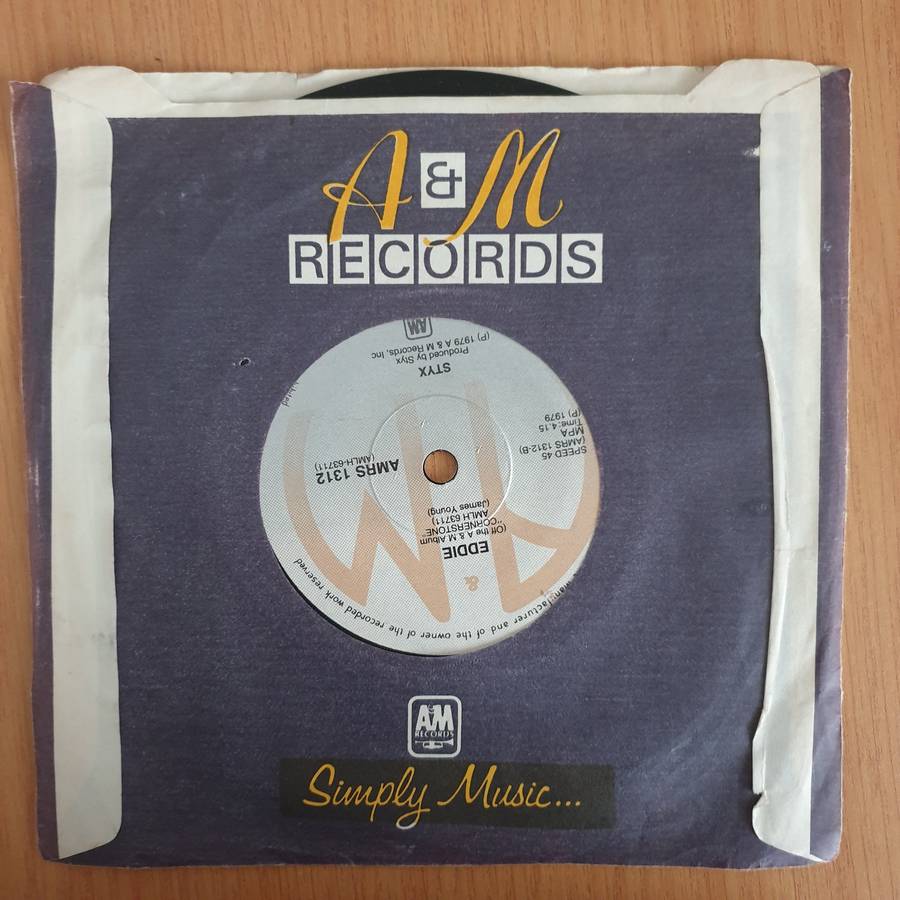 A & M
RECORDS
EDDIE
(Off the A & M Album
"CORNERSTONE"
AMLH 63711)
(James Young)
AMRS 1312
(AMLH-63711)
SPEED 45
(AMRS 1312-B)
MPA
Time:4.15
(P) 1979
STYX
Produced by Styx
(P) 1979 A & M Records, Inc
AM
&
and of the owner of the recorded work reserved
A&M
RECORDS
Simply Music...